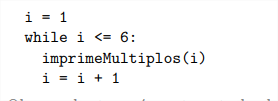 i = 1
while i <= 6:
  imprimeMultiplos(i)
  i = i + 1